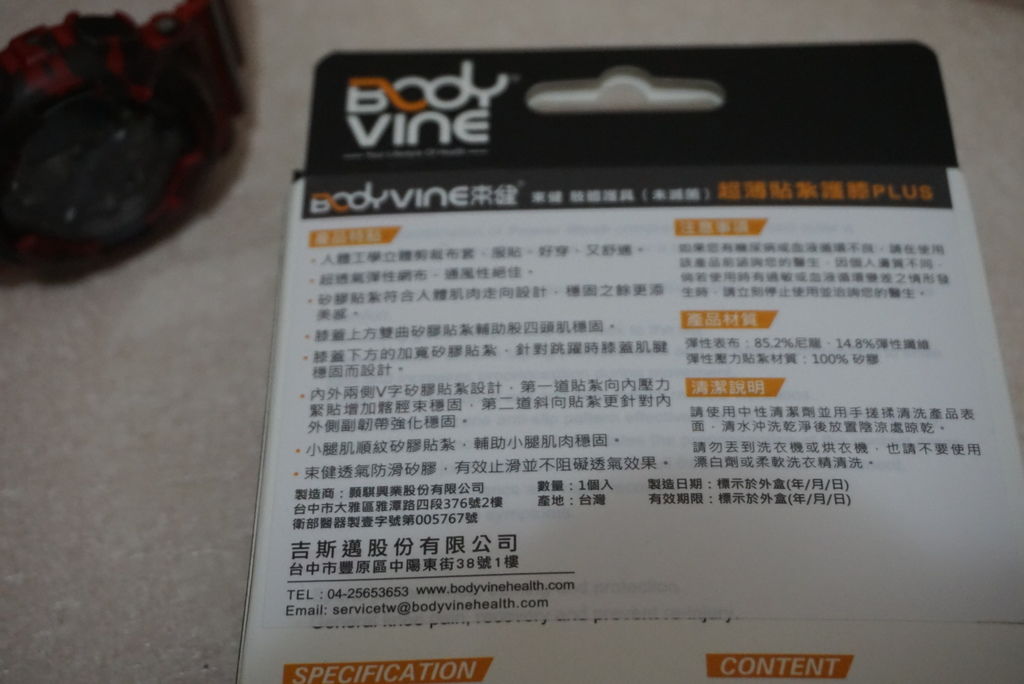 BODY
VINE
BODYVINE束健 束健 肢體護具(未滅菌) 超薄貼紮護膝PLUS
產品特點
・人體工學立體剪裁布套、服貼、好穿、又舒適。
・超透氣彈性網布,通風性絕佳。
・矽膠貼紮符合人體肌肉走向設計,穩固之餘更添
美感。
・膝蓋上方雙曲矽膠貼紮輔助股四頭肌穩固。
・膝蓋下方的加寬矽膠貼紮,針對跳躍時膝蓋肌腱
穩固而設計。
・內外兩側V字矽膠貼紮設計,第一道貼紮向內壓力
緊貼增加髂脛束穩固,第二道斜向貼紮更針對內
外側副韌帶強化穩固。
・小腿肌順紋矽膠貼紮,輔助小腿肌肉穩固。
・束健透氣防滑矽膠,有效止滑並不阻礙透氣效果。
注意事項
如果您有糖尿病或血液循環不良,請在使用
該產品前諮詢您的醫生。因個人膚質不同,
倘若使用時有過敏或血液循環變差之情形發
生時,請立刻停止使用並洽詢您的醫生。
產品材質
彈性表布:85.2%尼龍、14.8%彈性纖維
彈性壓力貼紮材質:100% 矽膠
清潔說明
請使用中性清潔劑並用手搓揉清洗產品表
面,清水沖洗乾淨後放置陰涼處晾乾。
請勿丟到洗衣機或烘衣機,也請不要使用
漂白劑或柔軟洗衣精清洗。
製造商:顥騏興業股份有限公司
台中市大雅區雅潭路四段376號2樓
衛部醫器製壹字號第005767號
數量:1個入
產地:台灣
製造日期:標示於外盒(年/月/日)
有效期限:標示於外盒(年/月/日)
吉斯邁股份有限公司
台中市豐原區中陽東街38號1樓
TEL:04-25653653 www.bodyvinehealth.com
Email: servicetw@bodyvinehealth.com
General knee pain, recovery and prevent re-injury.
SPECIFICATION
CONTENT